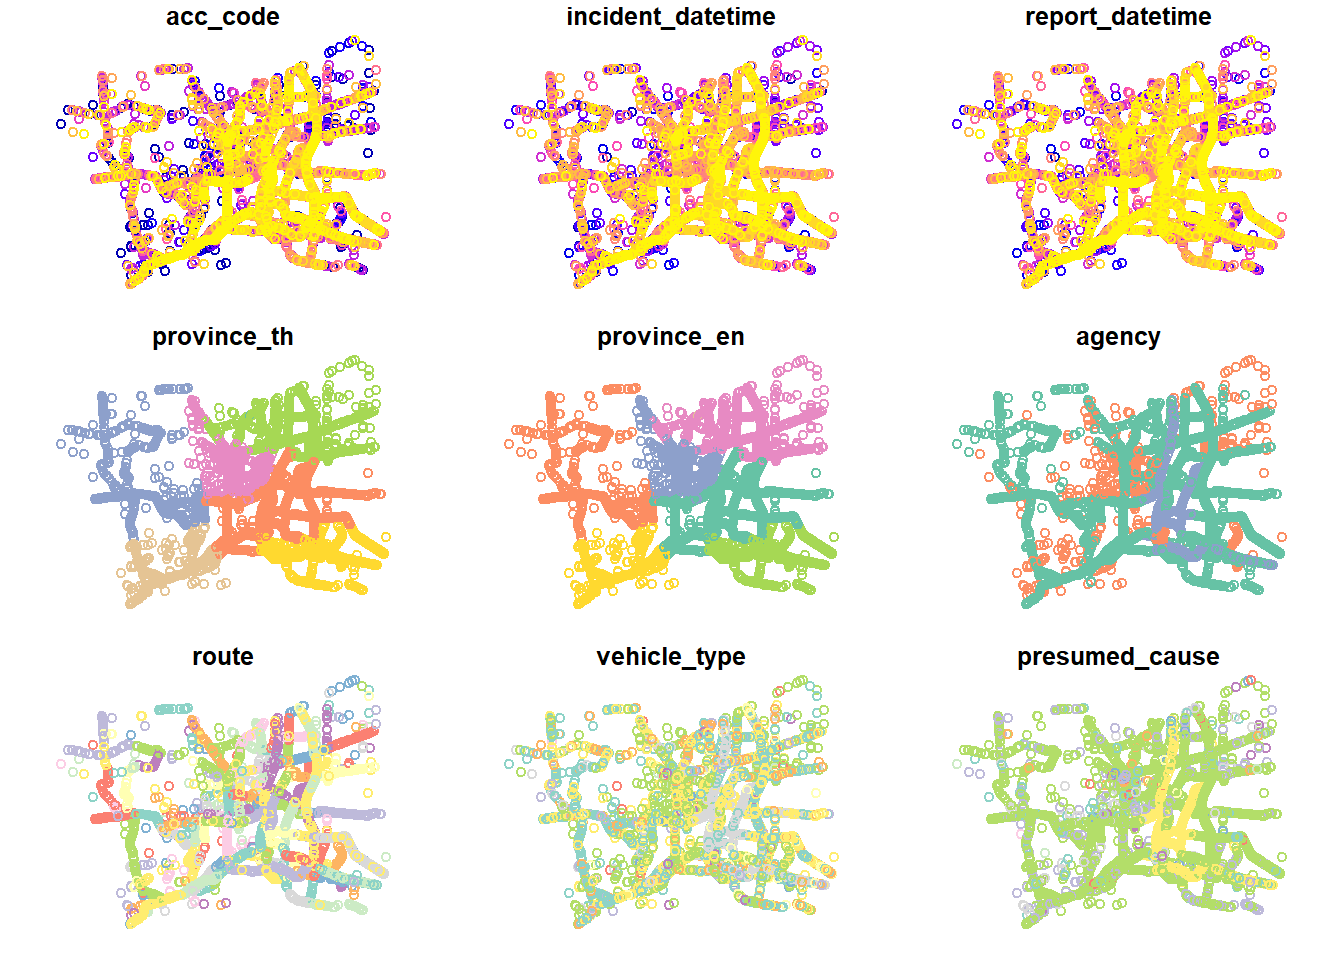 acc_code
incident_datetime
report_datetime
province_th
province_en
agency
route
vehicle_type
presumed_cause